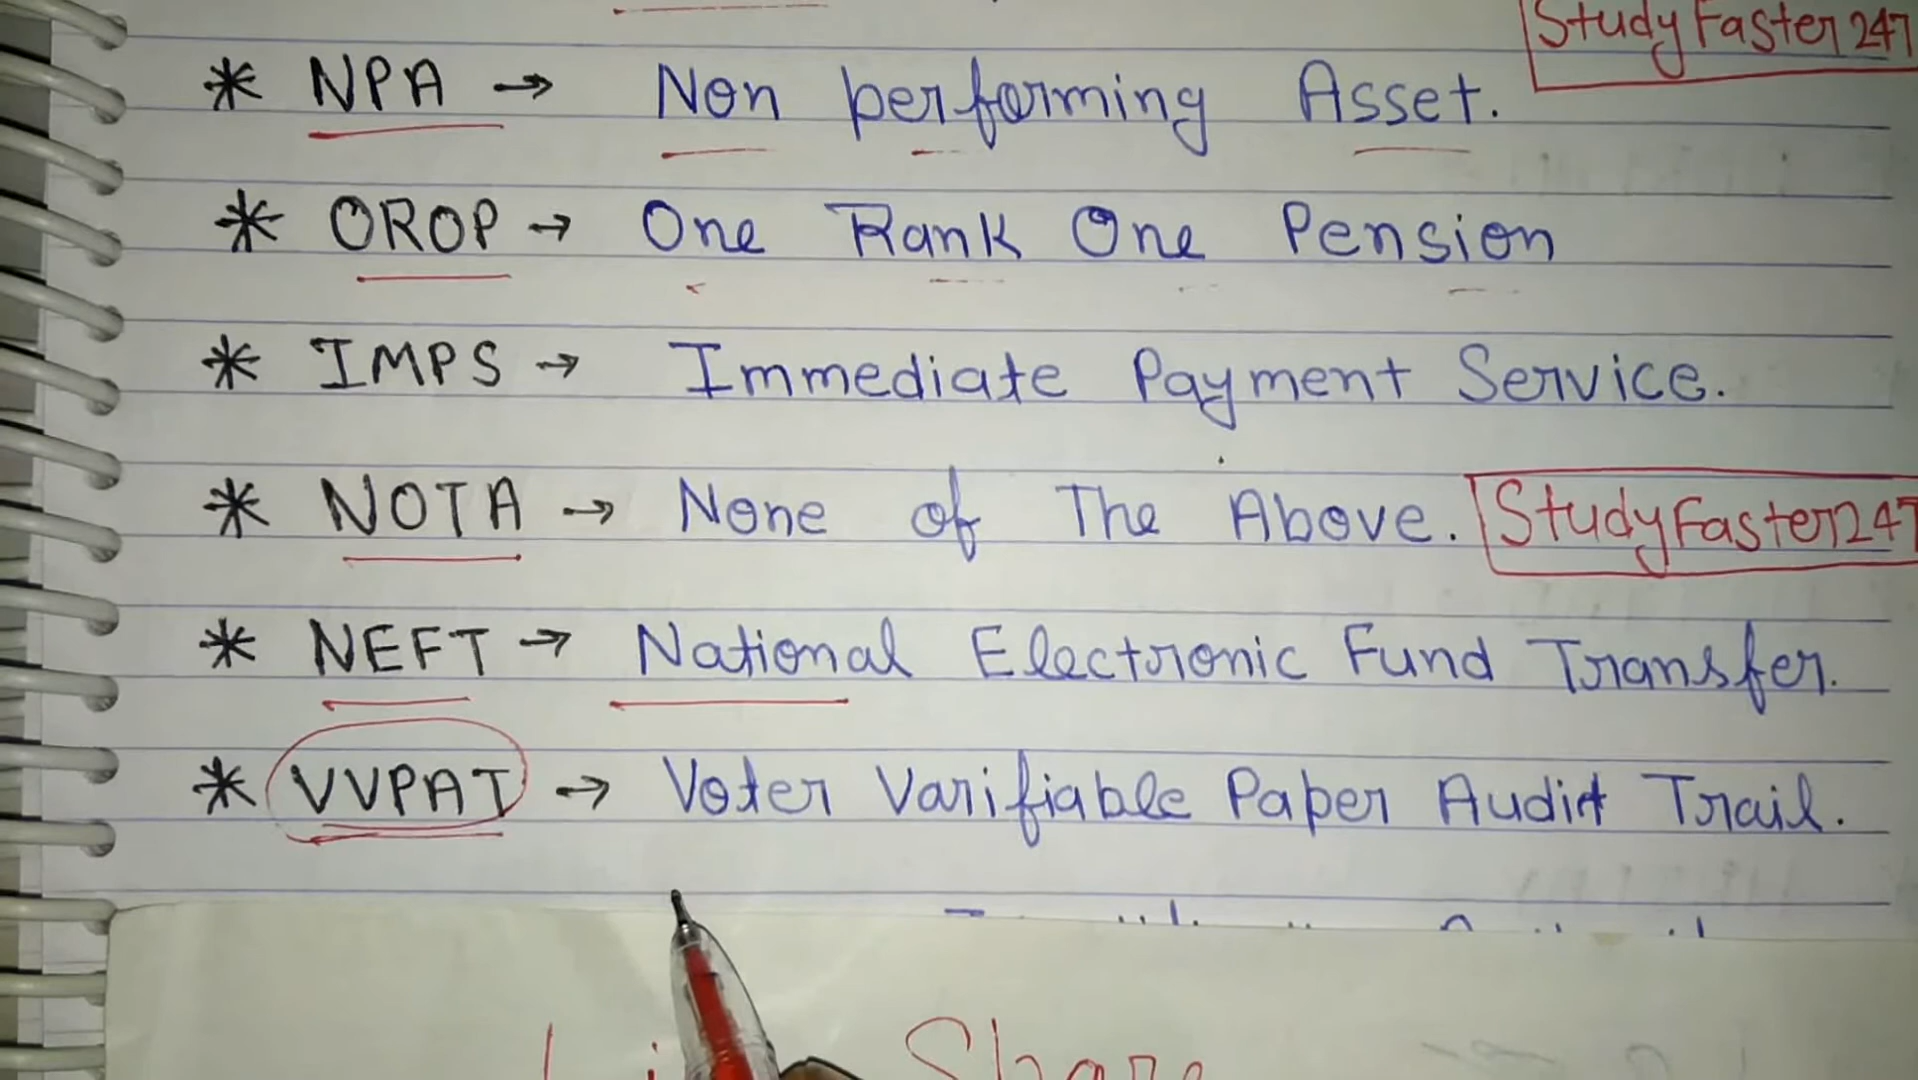 StudyFaster247
* NPA → Non performing Asset.
* OROP → One Rank One Pension
* IMPS → Immediate Payment Service.
* NOTA → None of The Above. StudyFaster247
* NEFT → National Electronic Fund Transfer.
* VVPAT → Voter Varifiable Paper Audit Trail.
Share